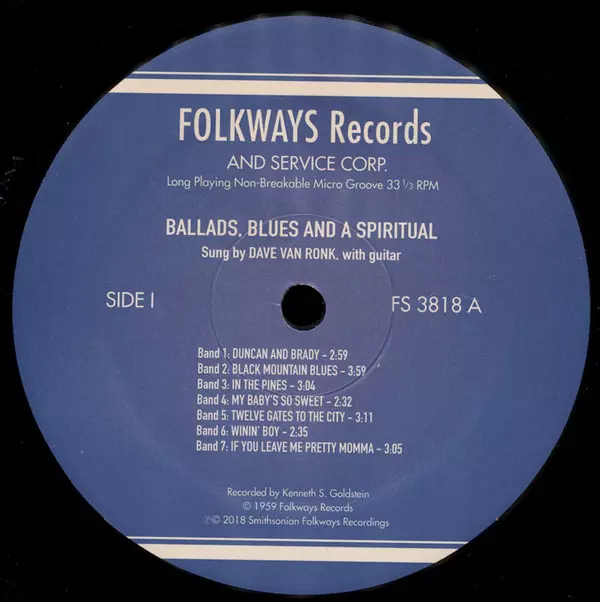 FOLKWAYS Records
AND SERVICE CORP.
Long Playing Non-Breakable Micro Groove 33 1/3 RPM
BALLADS, BLUES AND A SPIRITUAL
Sung by DAVE VAN RONK, with guitar
SIDE I
FS 3818 A
Band 1: DUNCAN AND BRADY – 2:59
Band 2: BLACK MOUNTAIN BLUES – 3:59
Band 3: IN THE PINES – 3:04
Band 4: MY BABY'S SO SWEET – 2:32
Band 5: TWELVE GATES TO THE CITY – 3:11
Band 6: WININ' BOY – 2:35
Band 7: IF YOU LEAVE ME PRETTY MOMMA – 3:05
Recorded by Kenneth S. Goldstein
© 1959 Folkways Records
℗© 2018 Smithsonian Folkways Recordings